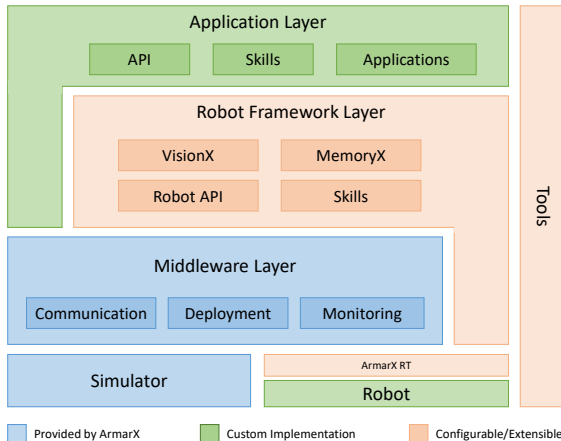 Application Layer
API Skills Applications
Robot Framework Layer
VisionX MemoryX
Robot API Skills
Tools
Middleware Layer
Communication Deployment Monitoring
Simulator
ArmarX RT
Robot
Provided by ArmarX Custom Implementation Configurable/Extensible